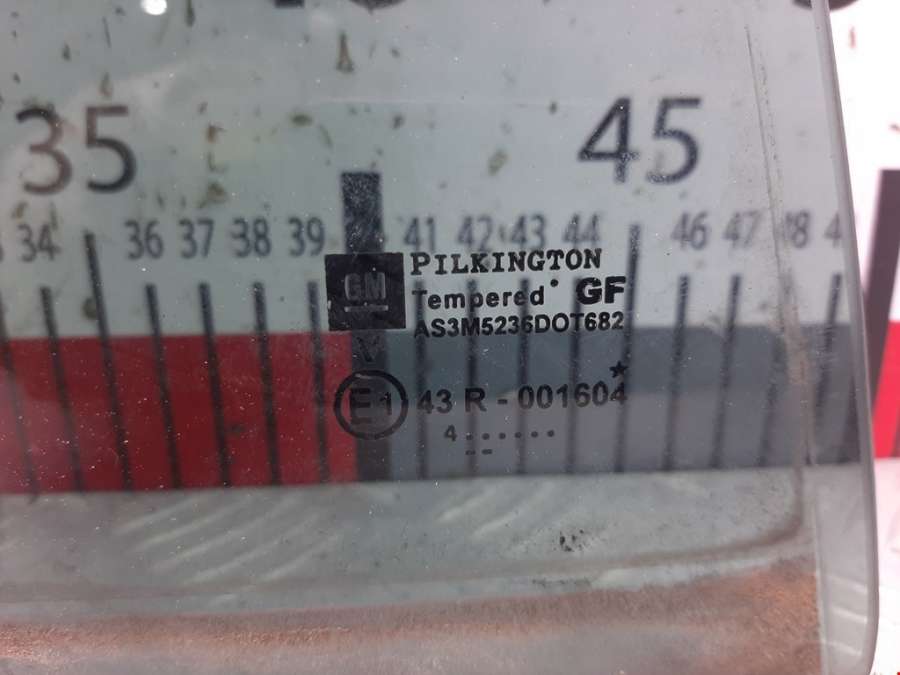 35 45
34 36 37 38 39 41 42 43 44 46 47 48
GM PILKINGTON
Tempered GF
AS3M5236DOT682
E1 43 R - 001604
4 . . . . . .
- -